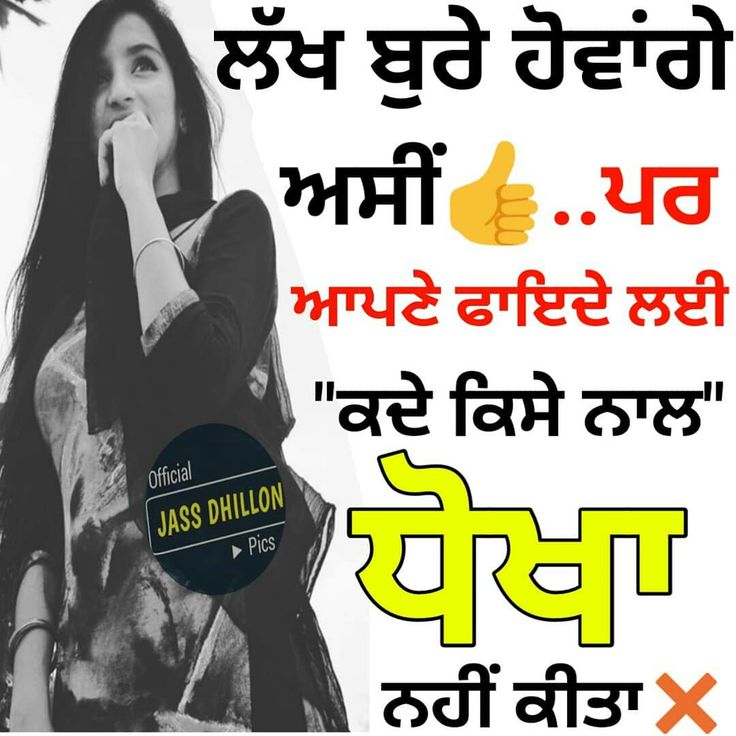 ਲੱਖ ਬੁਰੇ ਹੋਵਾਂਗੇ
ਅਸੀਂ👍..ਪਰ
ਆਪਣੇ ਫਾਇਦੇ ਲਈ
"ਕਦੇ ਕਿਸੇ ਨਾਲ"
ਧੋਖਾ
ਨਹੀਂ ਕੀਤਾ❌
Official
JASS DHILLON
▶ Pics